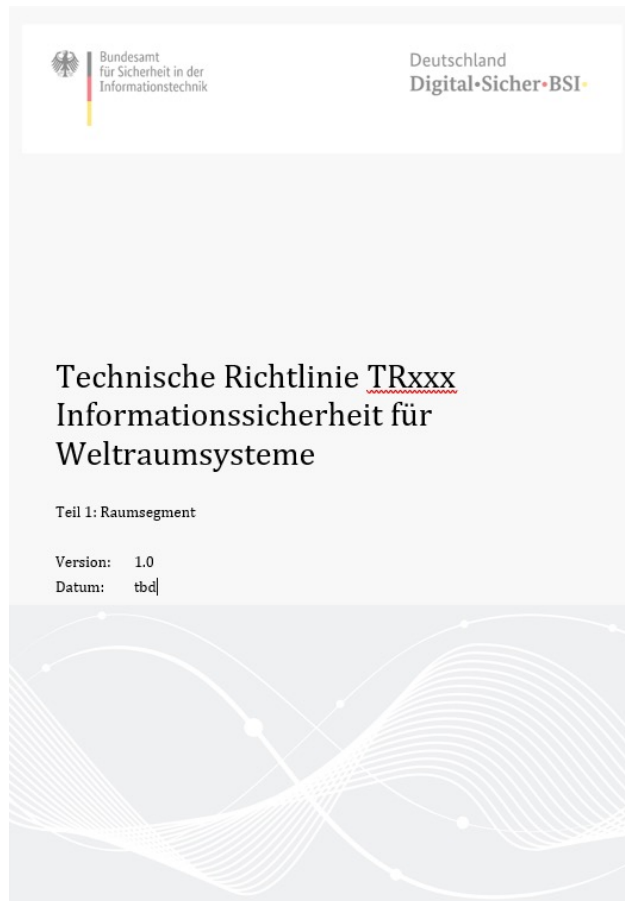 Bundesamt
für Sicherheit in der
Informationstechnik
Deutschland
Digital•Sicher•BSI•
Technische Richtlinie TRxxx
Informationssicherheit für
Weltraumsysteme
Teil 1: Raumsegment
Version: 1.0
Datum: tbd